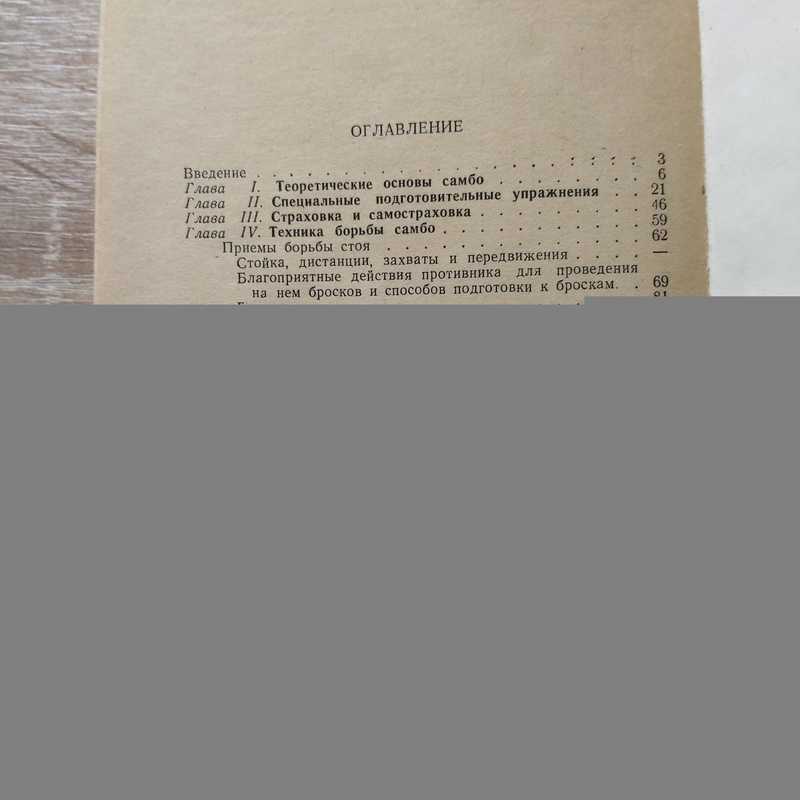 ОГЛАВЛЕНИЕ
Введение . . . . . . . . . . . . . . . . . . . 3
Глава I. Теоретические основы самбо . . . . . . . . 6
Глава II. Специальные подготовительные упражнения . . 21
Глава III. Страховка и самостраховка . . . . . . . . . 46
Глава IV. Техника борьбы самбо . . . . . . . . . . . 59
Приемы борьбы стоя . . . . . . . . . . . . . 62
Стойка, дистанции, захваты и передвижения . . . . —
Благоприятные действия противника для проведения
на нем бросков и способов подготовки к броскам. . 69
81